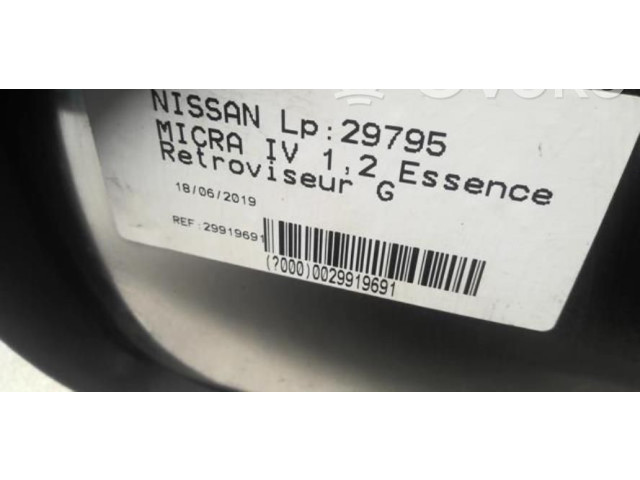 NISSAN Lp:29795
MICRA IV 1,2 Essence
Retroviseur G
18/06/2019
REF:29919691
(?000)0029919691